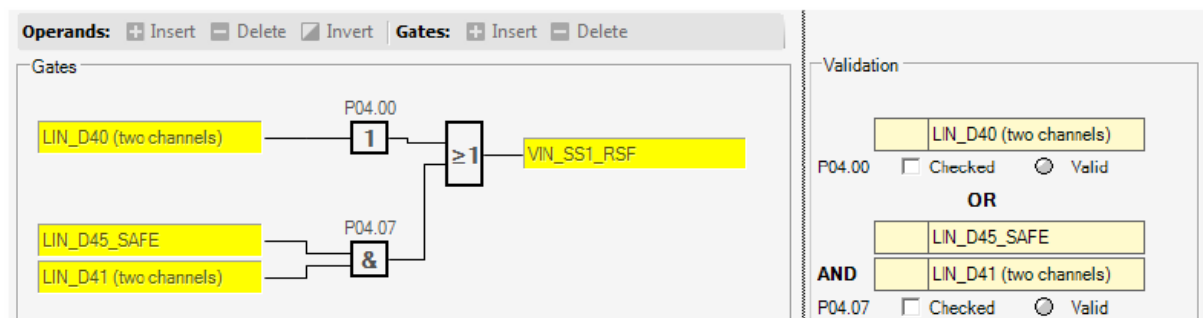 Operands: Insert Delete Invert Gates: Insert Delete
Gates
P04.00
LIN_D40 (two channels)
1
≥1
VIN_SS1_RSF
P04.07
LIN_D45_SAFE
&
LIN_D41 (two channels)
Validation
LIN_D40 (two channels)
P04.00 Checked Valid
OR
LIN_D45_SAFE
AND LIN_D41 (two channels)
P04.07 Checked Valid